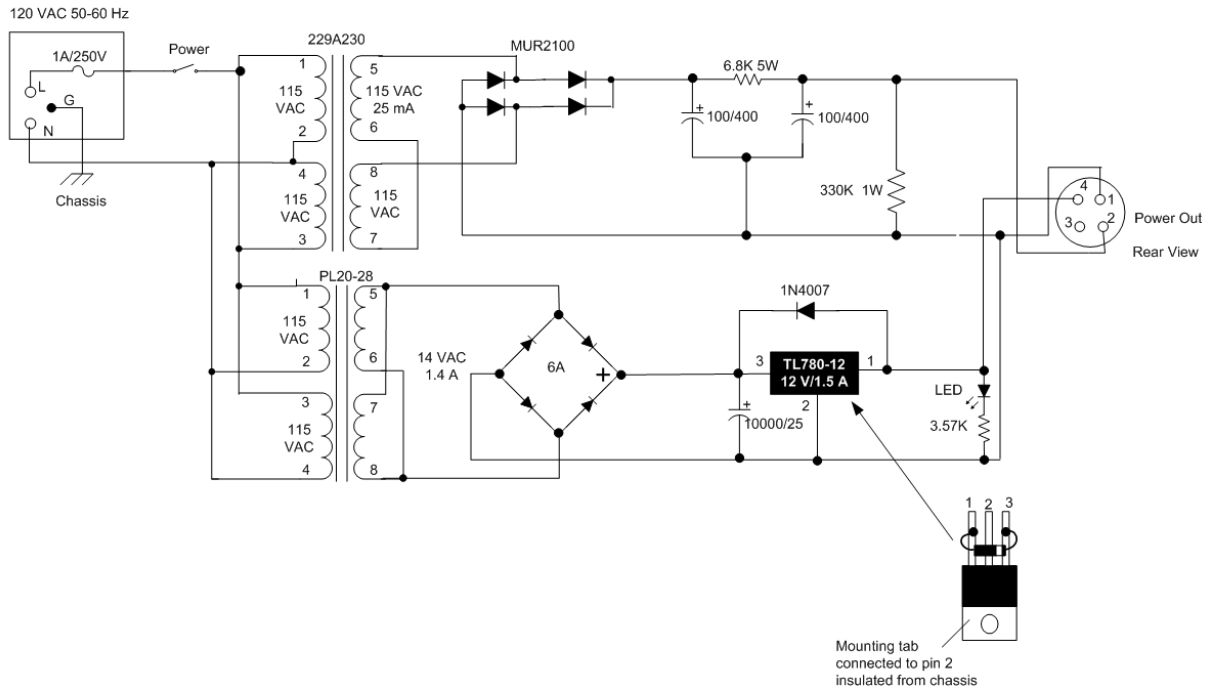 120 VAC 50-60 Hz
1A/250V
L
G
N
Chassis
Power
229A230
1
115
VAC
2
4
115
VAC
3
5
115 VAC
25 mA
6
8
115
VAC
7
MUR2100
+
100/400
6.8K 5W
+
100/400
330K 1W
4
1
3
2
Power Out
Rear View
PL20-28
1
115
VAC
2
3
115
VAC
4
5
6
7
8
14 VAC
1.4 A
6A
+
1N4007
3
TL780-12
12 V/1.5 A
1
2
+
10000/25
LED
3.57K
1 2 3
Mounting tab
connected to pin 2
insulated from chassis